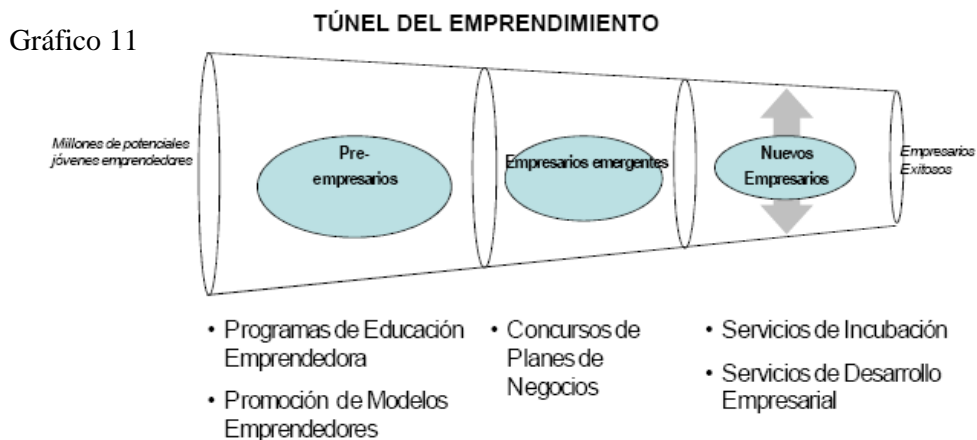 TÚNEL DEL EMPRENDIMIENTO
Gráfico 11
Millones de potenciales
jóvenes emprendedores
Pre-
empresarios
Empresarios emergentes
Nuevos
Empresarios
Empresarios
Exitosos
• Programas de Educación
Emprendedora
• Promoción de Modelos
Emprendedores
• Concursos de
Planes de
Negocios
• Servicios de Incubación
• Servicios de Desarrollo
Empresarial